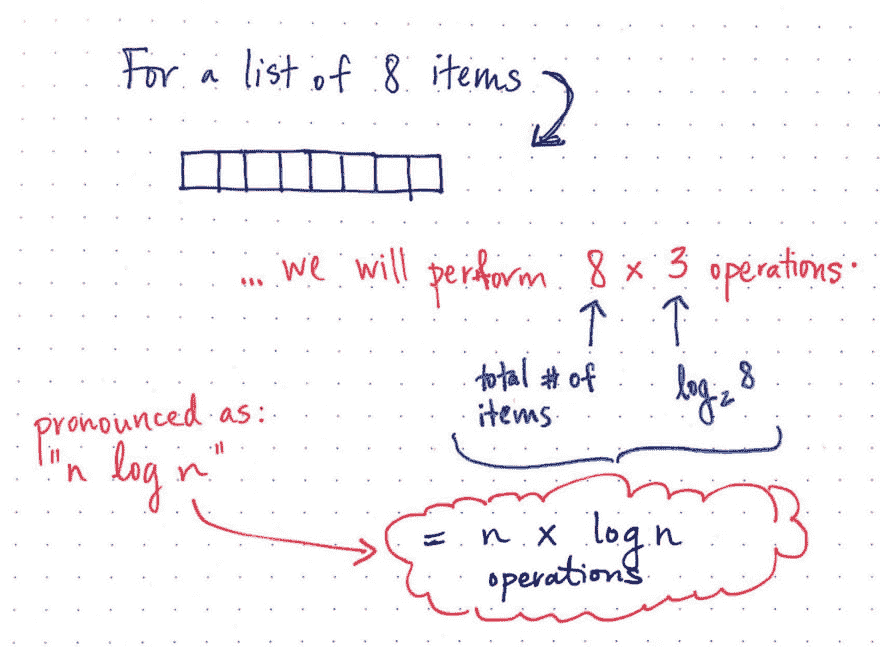 For a list of 8 items
... we will perform 8 x 3 operations.
total # of
items
log₂ 8
pronounced as:
"n log n"
= n x log n
operations